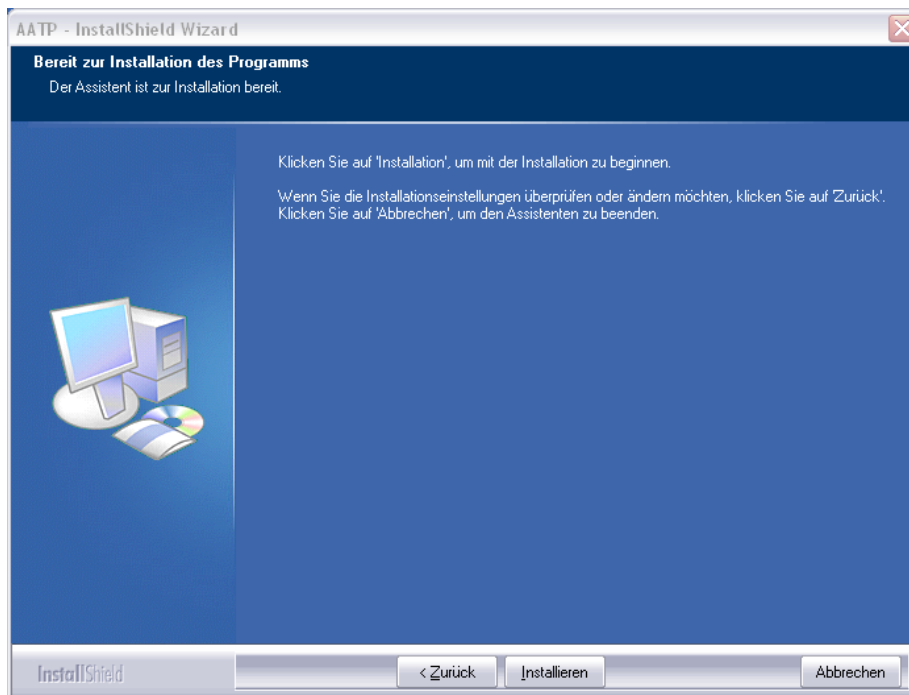 AATP - InstallShield Wizard
Bereit zur Installation des Programms
Der Assistent ist zur Installation bereit.
Klicken Sie auf 'Installation', um mit der Installation zu beginnen.
Wenn Sie die Installationseinstellungen überprüfen oder ändern möchten, klicken Sie auf 'Zurück'.
Klicken Sie auf 'Abbrechen', um den Assistenten zu beenden.
InstallShield
< Zurück
Installieren
Abbrechen